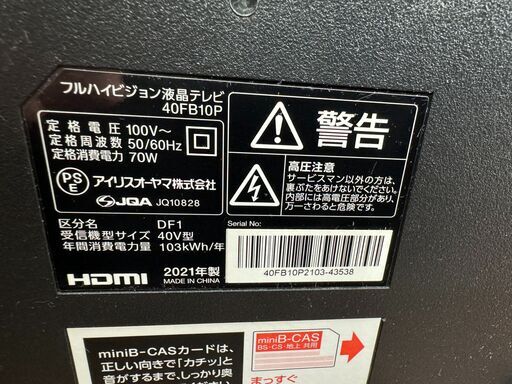 フルハイビジョン液晶テレビ
40FB10P
定格電圧 100V～
定格周波数 50/60Hz
定格消費電力 70W
PSE
アイリスオーヤマ株式会社
JQA JQ10828
区分名 DF1
受信機型サイズ 40V型
年間消費電力量 103kWh/年
HDMI
2021年製
MADE IN CHINA
警告
高圧注意
サービスマン以外の方は、
裏ぶたをあけないでください。
内部には高電圧部分があり、
万一さわると危険です。
Serial No:
40FB10P2103-43538
miniB-CASカードは、
正しい向きで「カチッ」と
音がするまで、しっかり奥
miniB-CAS
BS・CS・地上 共用
まっすぐ